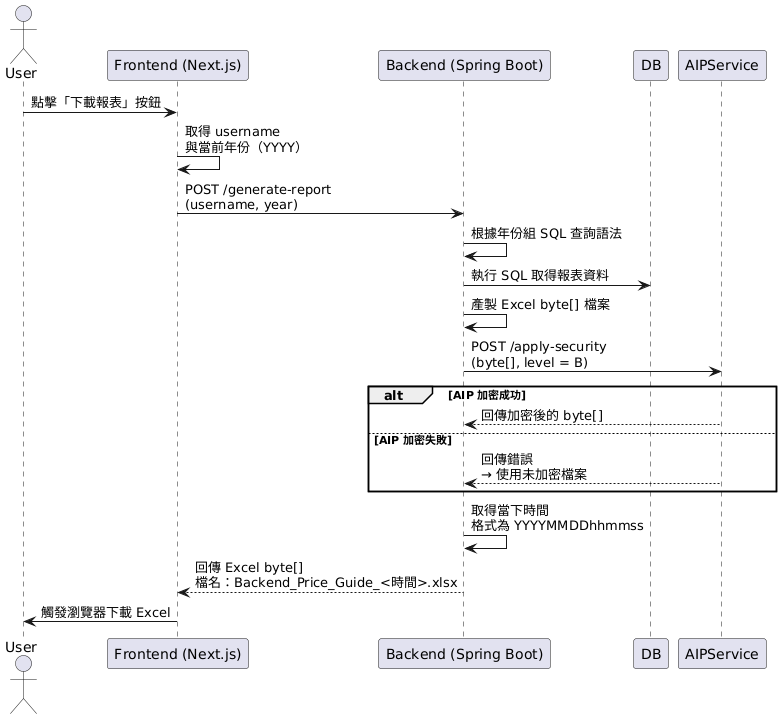 User
Frontend (Next.js)
Backend (Spring Boot)
DB
AIPService
點擊「下載報表」按鈕
取得 username
與當前年份（YYYY）
POST /generate-report
(username, year)
根據年份組 SQL 查詢語法
執行 SQL 取得報表資料
產製 Excel byte[] 檔案
POST /apply-security
(byte[], level = B)
alt
[AIP 加密成功]
回傳加密後的 byte[]
[AIP 加密失敗]
回傳錯誤
→ 使用未加密檔案
取得當下時間
格式為 YYYYMMDDhhmmss
回傳 Excel byte[]
檔名：Backend_Price_Guide_<時間>.xlsx
觸發瀏覽器下載 Excel
User
Frontend (Next.js)
Backend (Spring Boot)
DB
AIPService